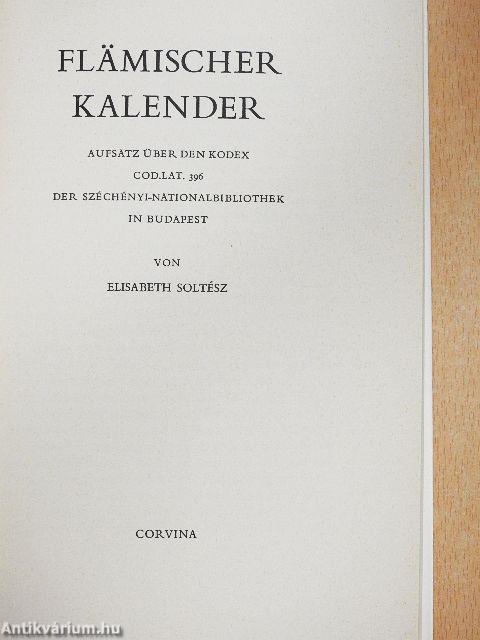 FLÄMISCHER
KALENDER
AUFSATZ ÜBER DEN KODEX
COD.LAT. 396
DER SZÉCHÉNYI-NATIONALBIBLIOTHEK
IN BUDAPEST
VON
ELISABETH SOLTÉSZ
CORVINA
Antikvárium.hu